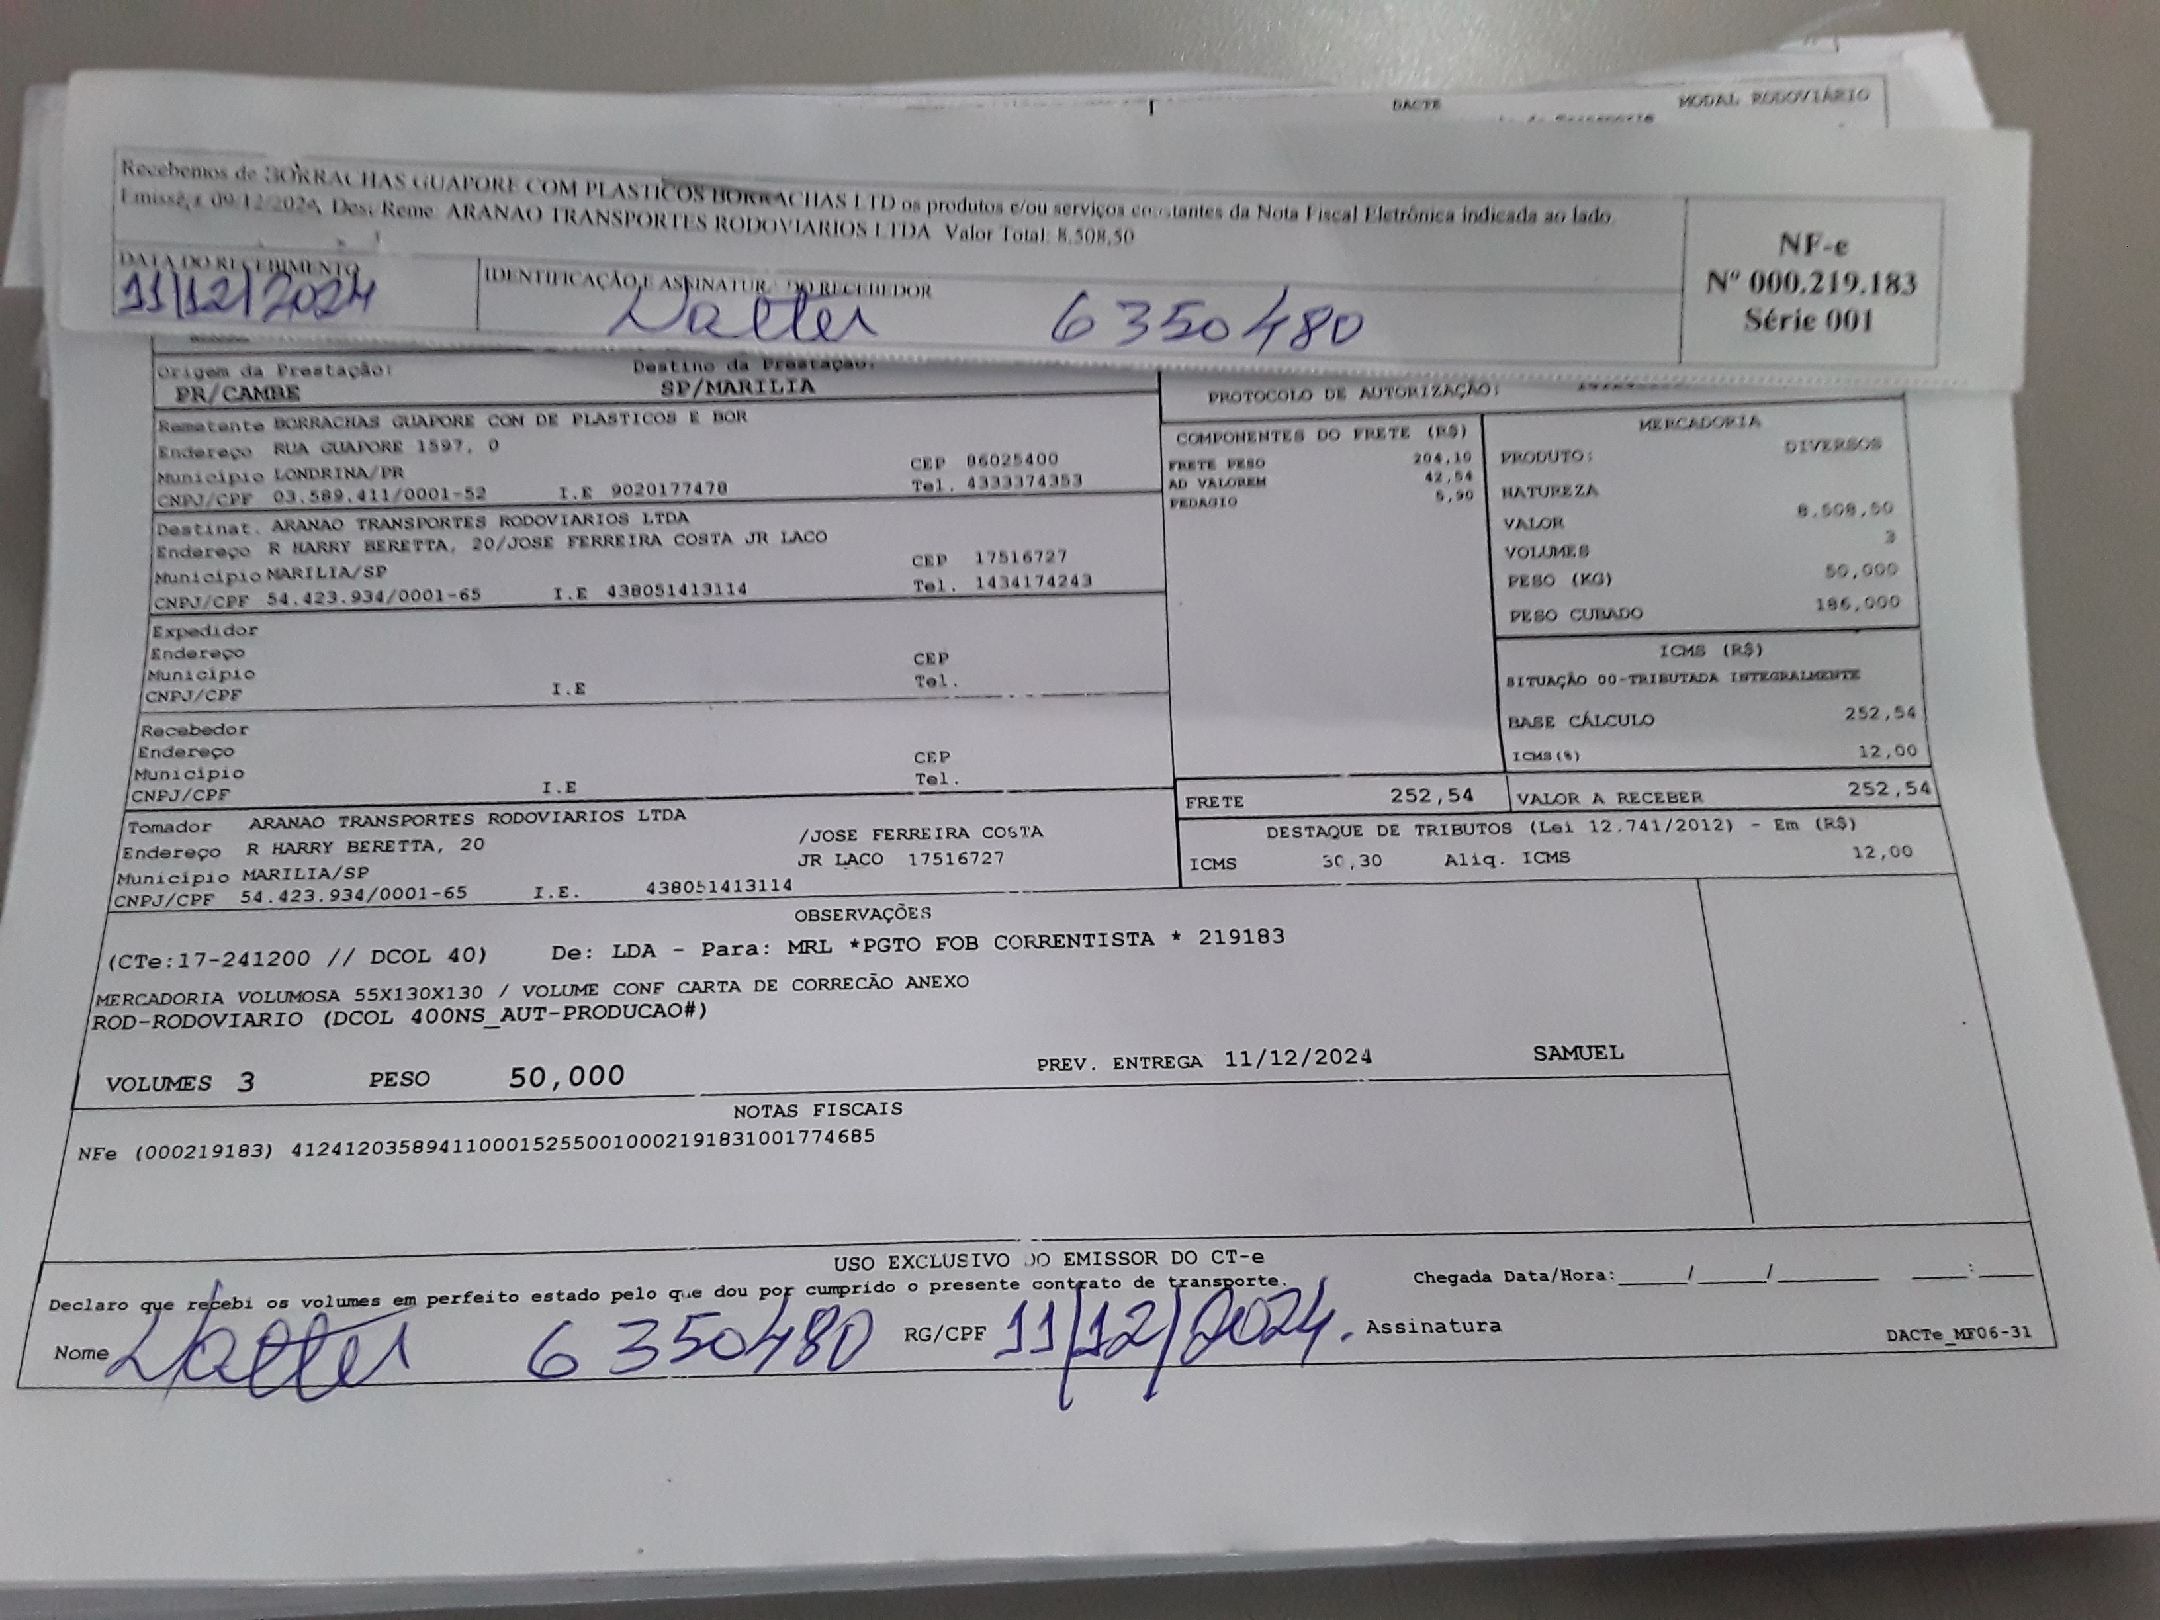 DACTE
MODAL RODOVIÁRIO
Recebemos de BORRACHAS GUAPORE COM PLASTICOS BORRACHAS LTD os produtos e/ou serviços constantes da Nota Fiscal Eletrônica indicada ao lado.
Emissão: 09/12/2024, Dest/Reme: ARANAO TRANSPORTES RODOVIARIOS LTDA Valor Total: 8.508,50
DATA DO RECEBIMENTO
11/12/2024
IDENTIFICAÇÃO E ASSINATURA DO RECEBEDOR
6350480
NF-e
Nº 000.219.183
Série 001
Origem da Prestação: Destino da Prestação:
PR/CAMBE SP/MARILIA
PROTOCOLO DE AUTORIZAÇÃO:
Remetente BORRACHAS GUAPORE CON DE PLASTICOS E BOR
Endereço RUA GUAPORE 1597, 0
Município LONDRINA/PR CEP 86025400
CNPJ/CPF 03.589.411/0001-52 I.E 9020177478 Tel. 4333374353
Destinat. ARANAO TRANSPORTES RODOVIARIOS LTDA
Endereço R HARRY BERETTA, 20/JOSE FERREIRA COSTA JR LACO
Município MARILIA/SP CEP 17516727
CNPJ/CPF 54.423.934/0001-65 I.E 438051413114 Tel. 1434174243
Expedidor
Endereço
Município CEP
CNPJ/CPF I.E Tel.
Recebedor
Endereço
Município CEP
CNPJ/CPF I.E Tel.
Tomador ARANAO TRANSPORTES RODOVIARIOS LTDA
Endereço R HARRY BERETTA, 20 /JOSE FERREIRA COSTA
Município MARILIA/SP JR LACO 17516727
CNPJ/CPF 54.423.934/0001-65 I.E. 438051413114
COMPONENTES DO FRETE (R$)
FRETE PESO 204,10
AD VALOREM 42,54
PEDAGIO 5,90
MERCADORIA
PRODUTO: DIVERSOS
NATUREZA
VALOR 8.508,50
VOLUMES 3
PESO (KG) 50,000
PESO CUBADO 186,000
ICMS (R$)
SITUAÇÃO 00-TRIBUTADA INTEGRALMENTE
BASE CÁLCULO 252,54
ICMS(%) 12,00
FRETE 252,54 VALOR A RECEBER 252,54
DESTAQUE DE TRIBUTOS (Lei 12.741/2012) - Em (R$)
ICMS 30,30 Aliq. ICMS 12,00
OBSERVAÇÕES
(CTe:17-241200 // DCOL 40) De: LDA - Para: MRL *PGTO FOB CORRENTISTA * 219183
MERCADORIA VOLUMOSA 55X130X130 / VOLUME CONF CARTA DE CORRECÃO ANEXO
ROD-RODOVIARIO (DCOL 400NS_AUT-PRODUCAO#)
VOLUMES 3 PESO 50,000 PREV. ENTREGA 11/12/2024 SAMUEL
NOTAS FISCAIS
NFe (000219183) 41241203589411000152550010002191831001774685
USO EXCLUSIVO DO EMISSOR DO CT-e
Declaro que recebi os volumes em perfeito estado pelo que dou por cumprido o presente contrato de transporte. Chegada Data/Hora:_____/_____/_______ ____:____
Nome 6350480 RG/CPF 11/12/2024. Assinatura
DACTe_MF06-31